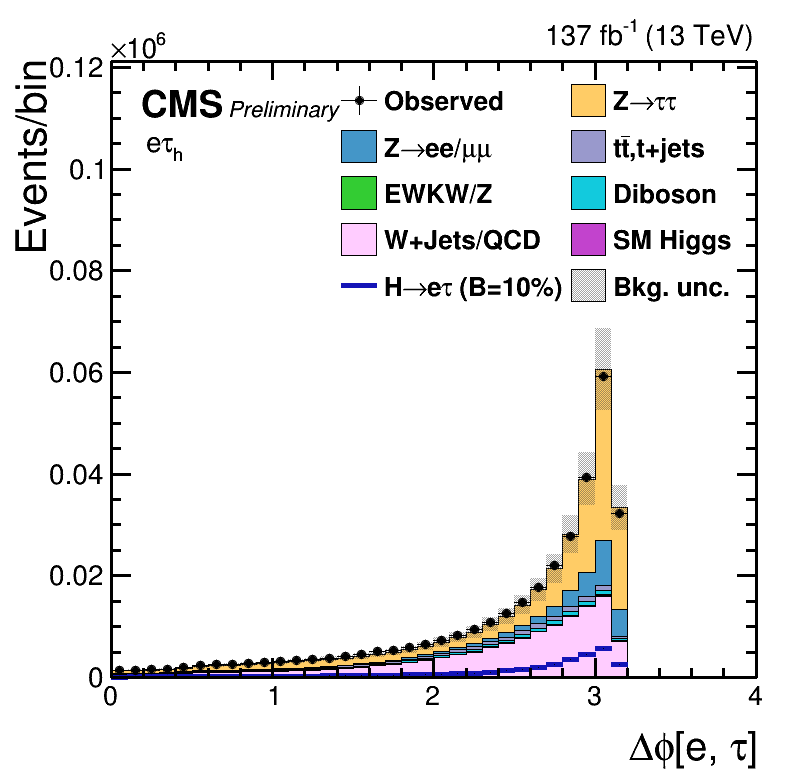 137 fb⁻¹ (13 TeV)
×10⁶
CMS Preliminary
eτₕ
Observed
Z→ττ
Z→ee/μμ
tt̄,t+jets
EWKW/Z
Diboson
W+Jets/QCD
SM Higgs
H→eτ (B=10%)
Bkg. unc.
Events/bin
0.12
0.1
0.08
0.06
0.04
0.02
0
0 1 2 3 4
Δϕ[e, τ]